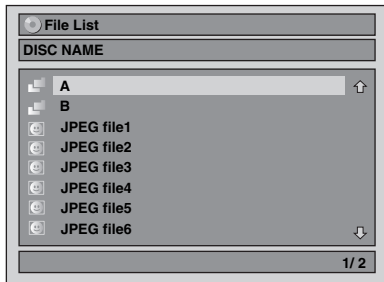 File List
DISC NAME
A
B
JPEG file1
JPEG file2
JPEG file3
JPEG file4
JPEG file5
JPEG file6
1/ 2